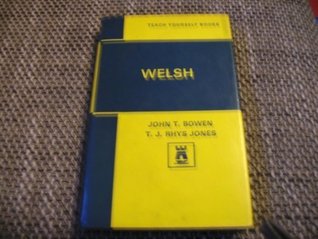 TEACH YOURSELF BOOKS
WELSH
JOHN T. BOWEN
T. J. RHYS JONES